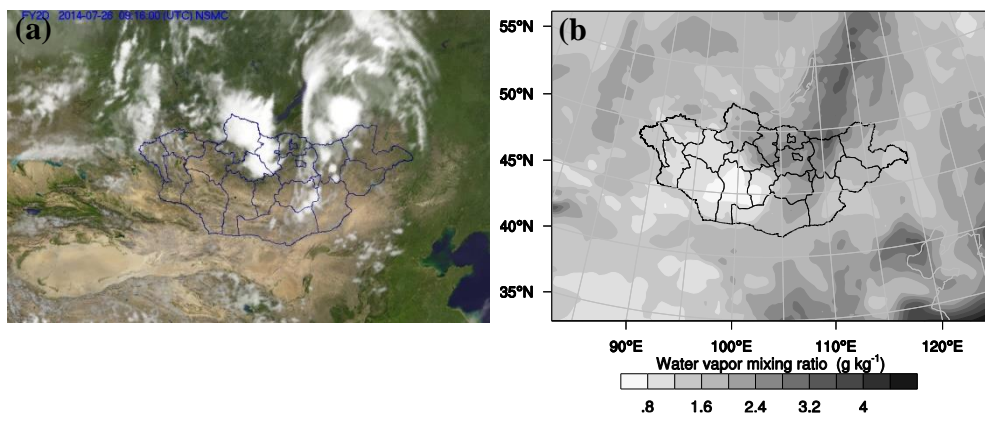 FY2D 2014-07-26 09:16:00 (UTC) NSMC
(a)
(b)
55°N
50°N
45°N
40°N
35°N
90°E 100°E 110°E 120°E
Water vapor mixing ratio (g kg-1)
.8 1.6 2.4 3.2 4